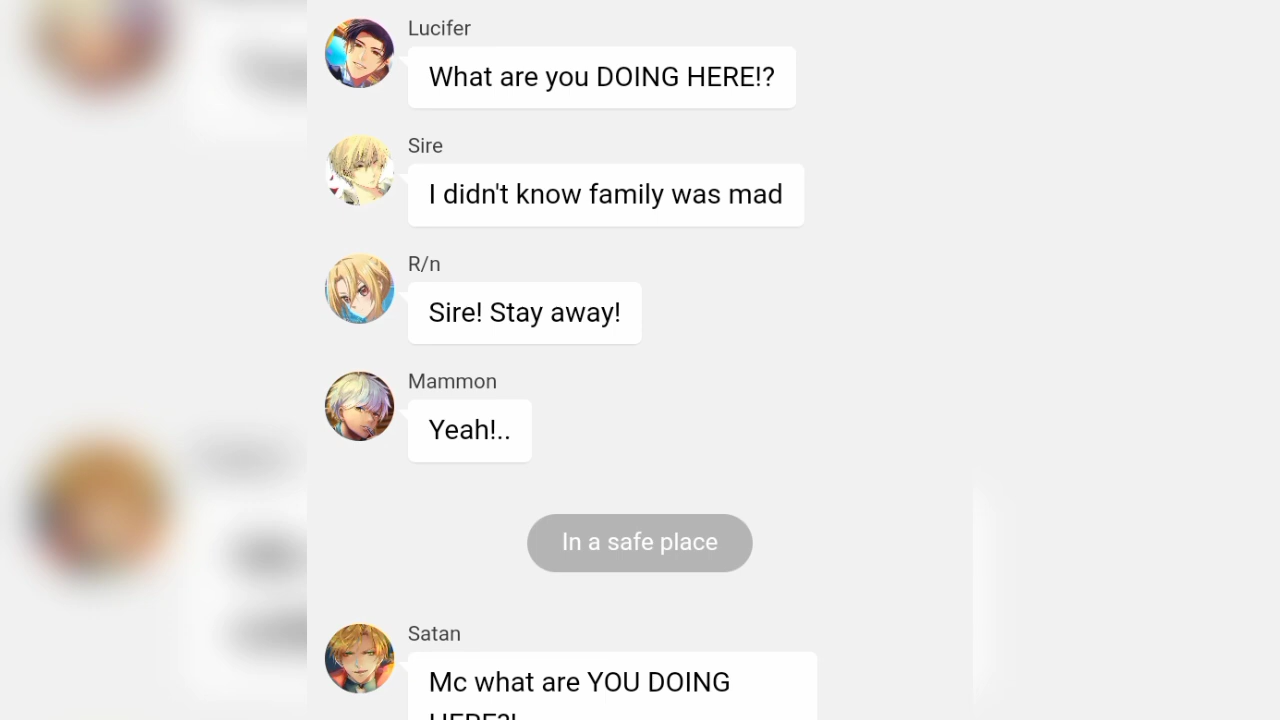 Lucifer
What are you DOING HERE!?
Sire
I didn't know family was mad
R/n
Sire! Stay away!
Mammon
Yeah!..
In a safe place
Satan
Mc what are YOU DOING
HERE?!